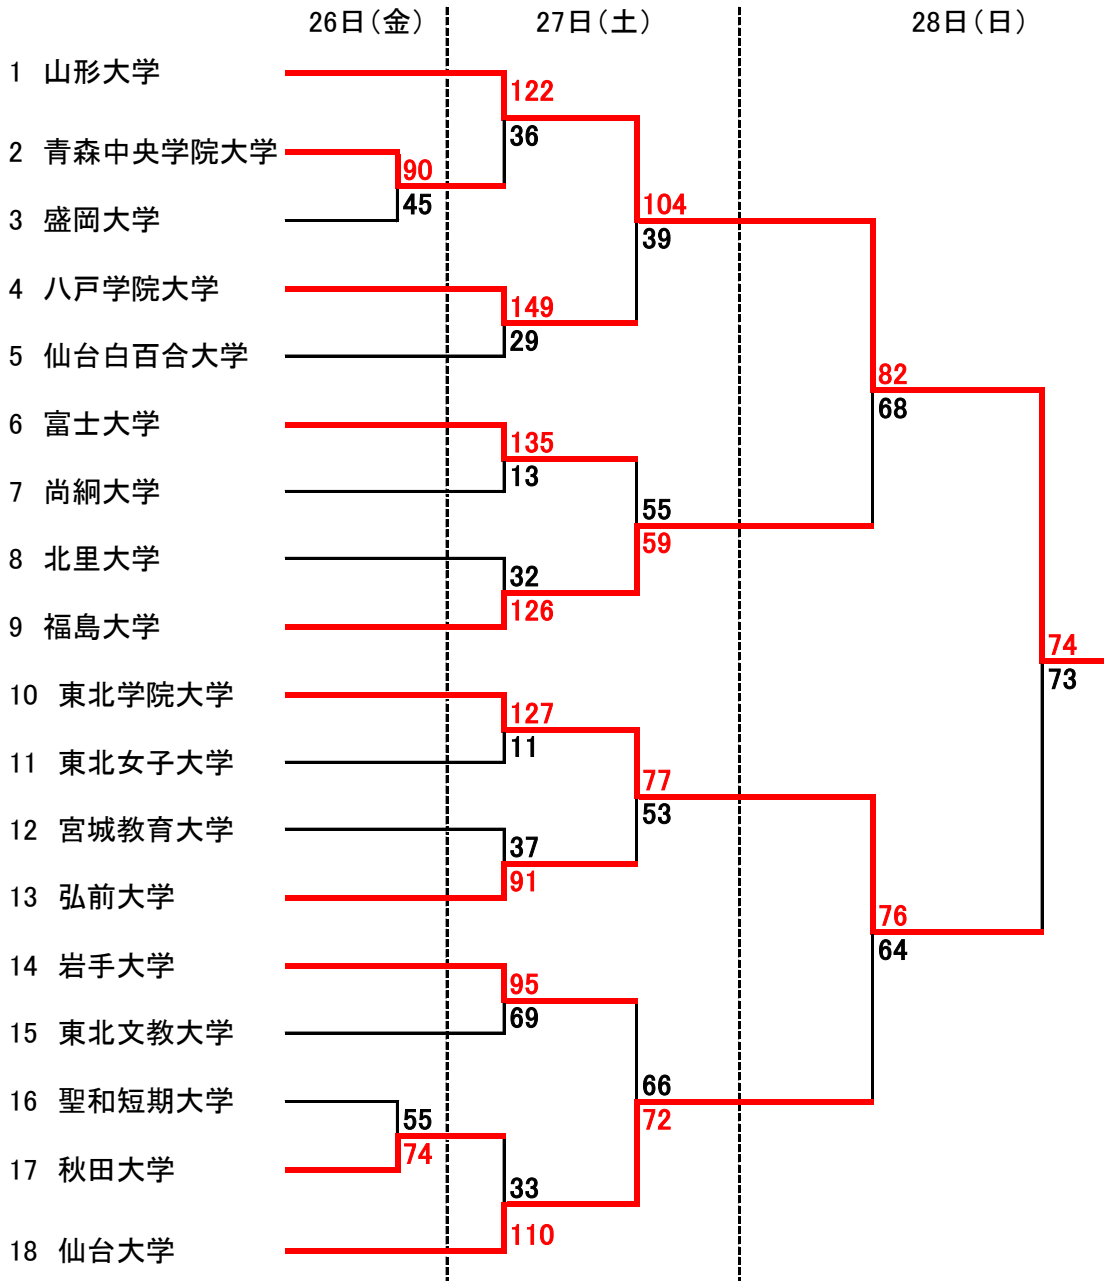 26日（金）
27日（土）
28日（日）
1 山形大学
122
36
2 青森中央学院大学
90
45
3 盛岡大学
104
39
4 八戸学院大学
149
29
5 仙台白百合大学
82
68
6 富士大学
135
13
7 尚絅大学
55
59
8 北里大学
32
126
9 福島大学
74
73
10 東北学院大学
127
11
11 東北女子大学
77
53
12 宮城教育大学
37
91
13 弘前大学
76
64
14 岩手大学
95
69
15 東北文教大学
66
72
16 聖和短期大学
55
74
17 秋田大学
33
110
18 仙台大学